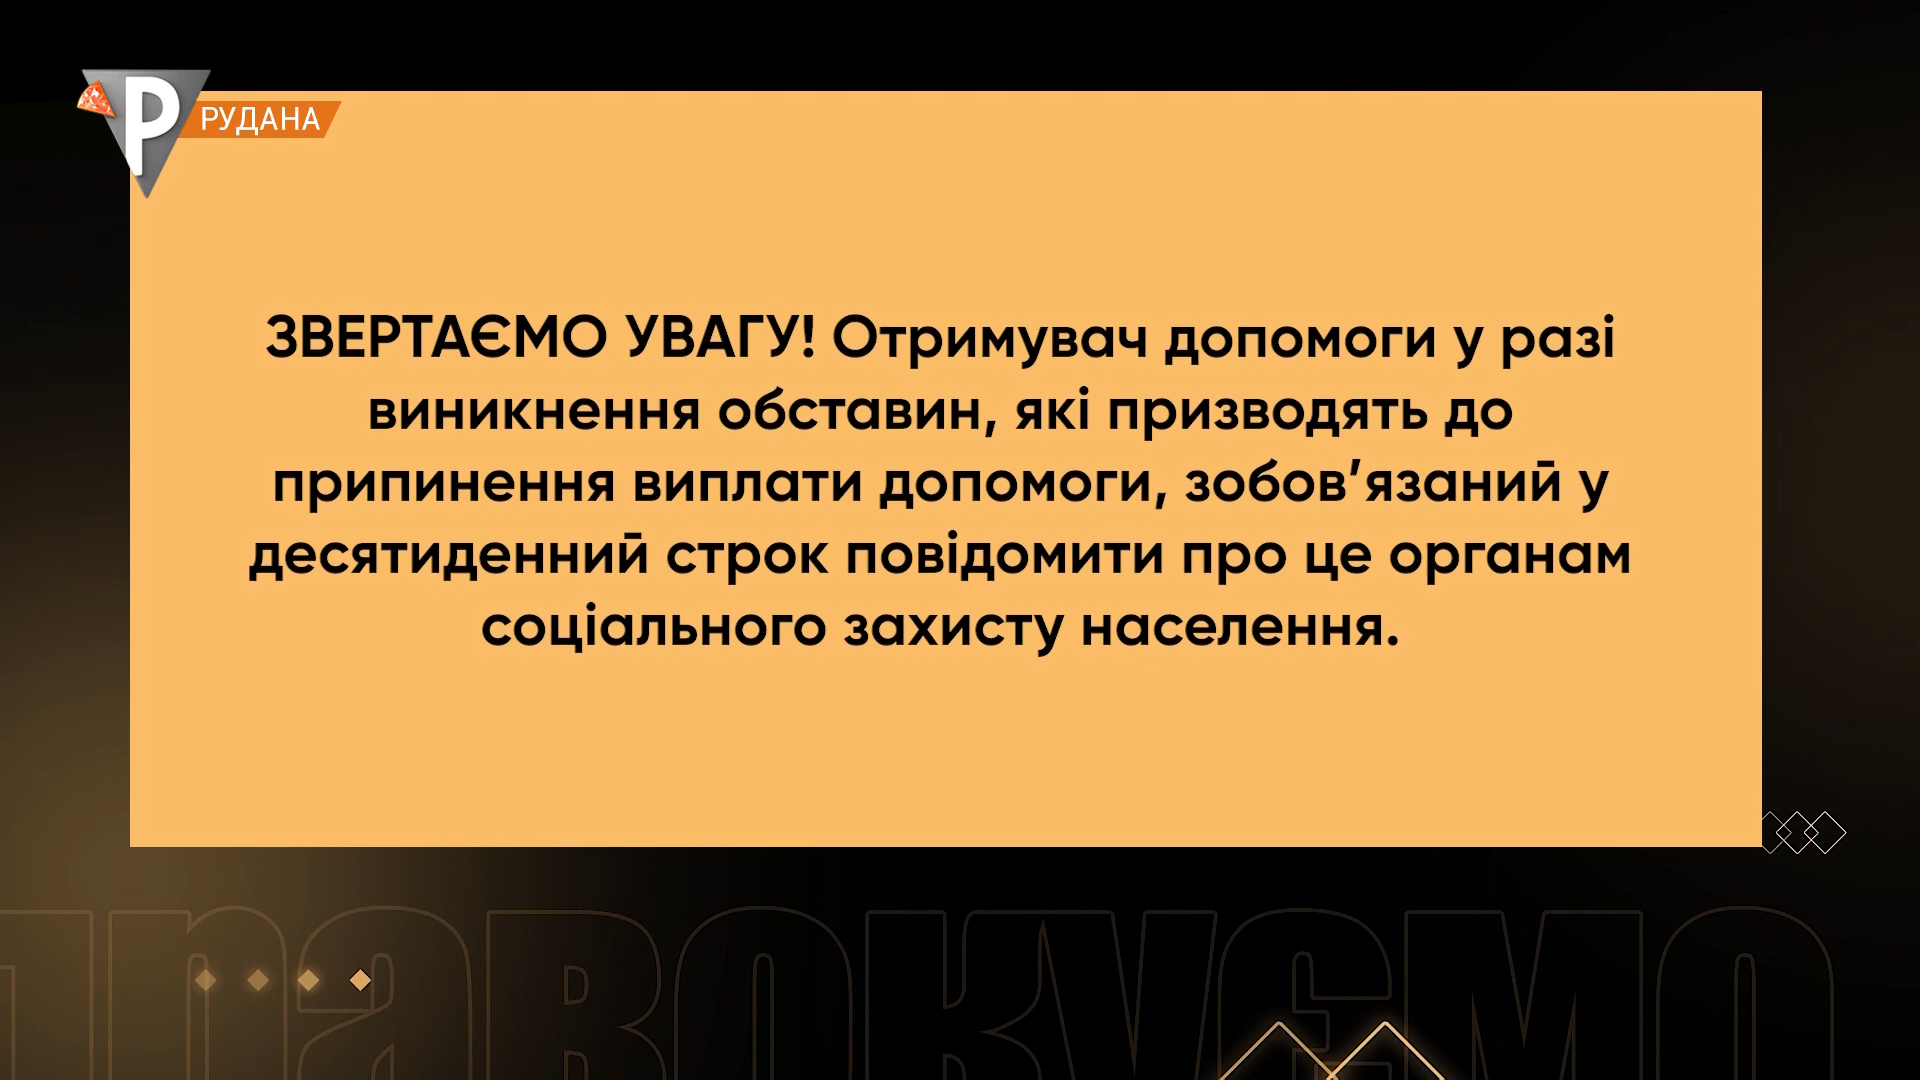 Р РУДАНА
ЗВЕРТАЄМО УВАГУ! Отримувач допомоги у разі
виникнення обставин, які призводять до
припинення виплати допомоги, зобов’язаний у
десятиденний строк повідомити про це органам
соціального захисту населення.
правокуємо